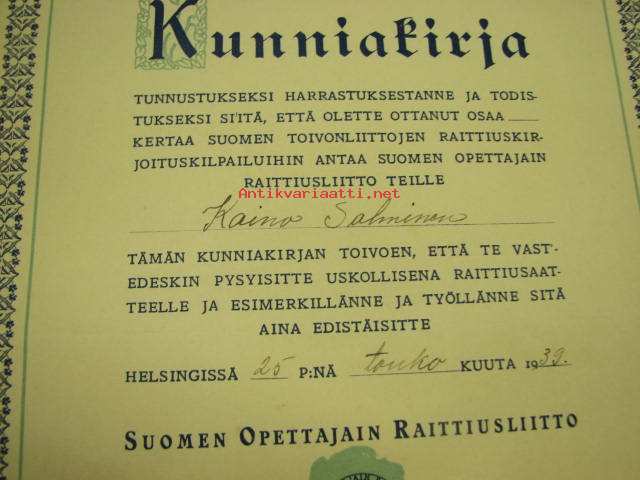 Kunniakirja
TUNNUSTUKSEKSI HARRASTUKSESTANNE JA TODIS-
TUKSEKSI SIITÄ, ETTÄ OLETTE OTTANUT OSAA
KERTAA SUOMEN TOIVONLIITTOJEN RAITTIUSKIR-
JOITUSKILPAILUIHIN ANTAA SUOMEN OPETTAJAIN
RAITTIUSLIITTO TEILLE
Antikvariaatti.net
Kaino Salminen
TÄMÄN KUNNIAKIRJAN TOIVOEN, ETTÄ TE VAST-
EDESKIN PYSYISITTE USKOLLISENA RAITTIUSAAT-
TEELLE JA ESIMERKILLÄNNE JA TYÖLLÄNNE SITÄ
AINA EDISTÄISITTE
HELSINGISSÄ 25 P:NÄ touko KUUTA 1939.
SUOMEN OPETTAJAIN RAITTIUSLIITTO